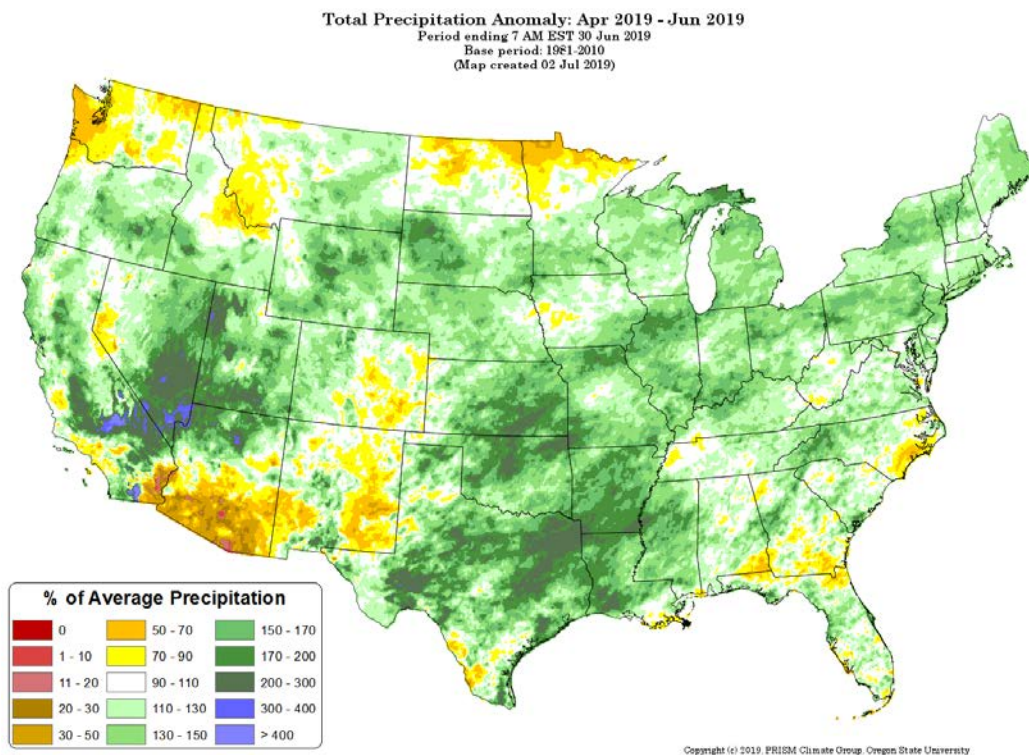 Total Precipitation Anomaly: Apr 2019 - Jun 2019
Period ending 7 AM EST 30 Jun 2019
Base period: 1981-2010
(Map created 02 Jul 2019)
% of Average Precipitation
0 50 - 70 150 - 170
1 - 10 70 - 90 170 - 200
11 - 20 90 - 110 200 - 300
20 - 30 110 - 130 300 - 400
30 - 50 130 - 150 > 400
Copyright (c) 2019, PRISM Climate Group, Oregon State University